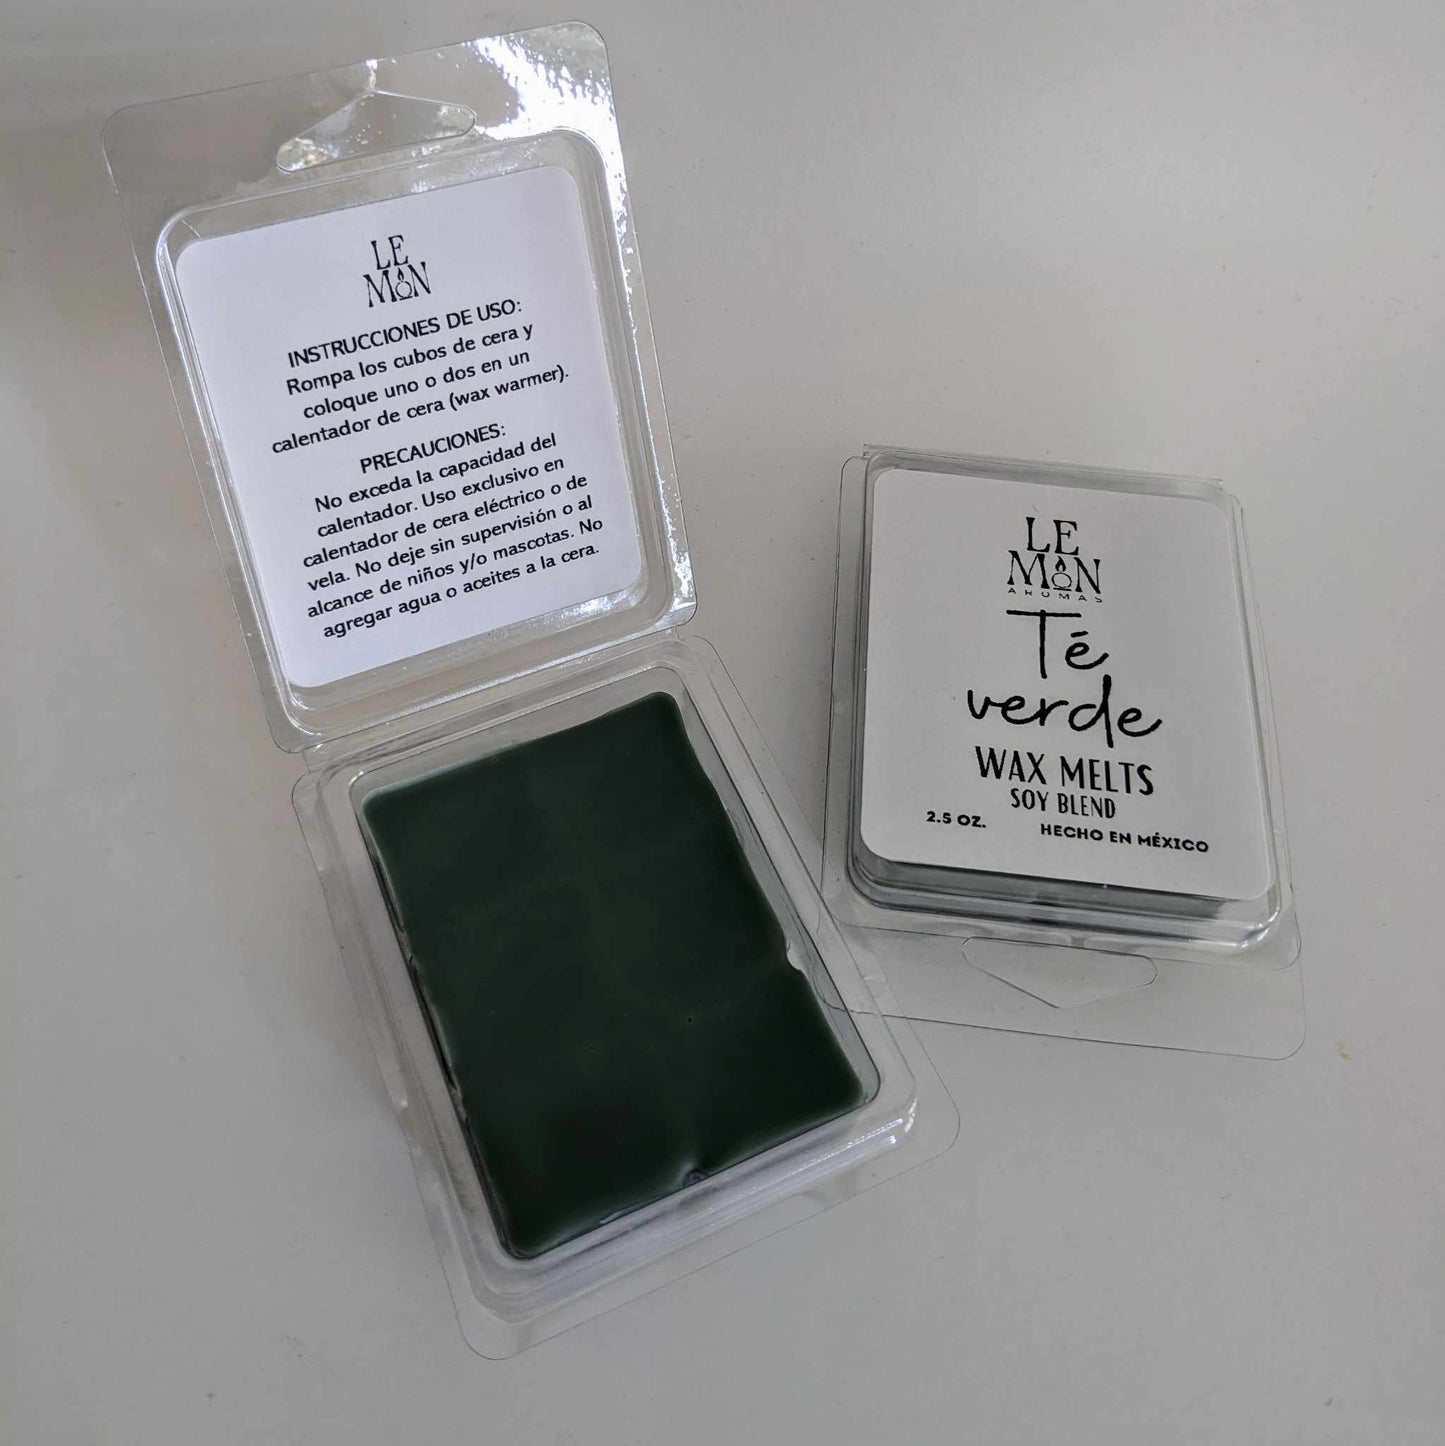 LE
MON
INSTRUCCIONES DE USO:
Rompa los cubos de cera y
coloque uno o dos en un
calentador de cera (wax warmer).
PRECAUCIONES:
No exceda la capacidad del
calentador. Uso exclusivo en
calentador de cera eléctrico o de
vela. No deje sin supervisión o al
alcance de niños y/o mascotas. No
agregar agua o aceites a la cera.
LE
MON
Té
verde
WAX MELTS
SOY BLEND
2.5 OZ. HECHO EN MÉXICO